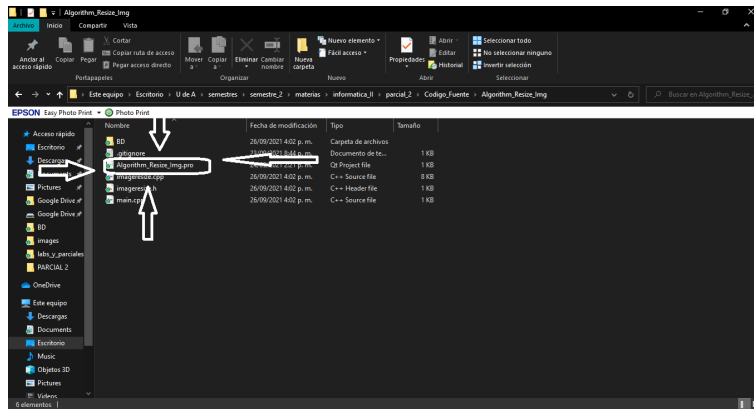 Algorithm_Resize_Img
Archivo Inicio Compartir Vista
Anclar al acceso rápido
Copiar
Pegar
Cortar
Copiar ruta de acceso
Pegar acceso directo
Mover a
Copiar a
Eliminar
Cambiar nombre
Nueva carpeta
Nuevo elemento
Fácil acceso
Propiedades
Abrir
Editar
Historial
Seleccionar todo
No seleccionar ninguno
Invertir selección
Portapapeles Organizar Nuevo Abrir Seleccionar
Este equipo › Escritorio › U de A › semestres › semestre_2 › materias › informatica_II › parcial_2 › Codigo_Fuente › Algorithm_Resize_Img
Buscar en Algorithm_Resize_
EPSON Easy Photo Print Photo Print
Nombre Fecha de modificación Tipo Tamaño
BD 26/09/2021 4:02 p. m. Carpeta de archivos
.gitignore 8:44 p. m. Documento de te... 1 KB
Algorithm_Resize_Img.pro Qt Project file 1 KB
imageresize.cpp 26/09/2021 4:02 p. m. C++ Source file 8 KB
26/09/2021 4:02 p. m. C++ Header file 1 KB
main.cpp 26/09/2021 4:02 p. m. C++ Source file 1 KB
Acceso rápido
Escritorio
Descargas
Documents
Pictures
Google Drive
Google Drive
BD
images
labs_y_parciales
PARCIAL 2
OneDrive
Este equipo
Descargas
Documents
Escritorio
Music
Objetos 3D
Pictures
Videos
6 elementos